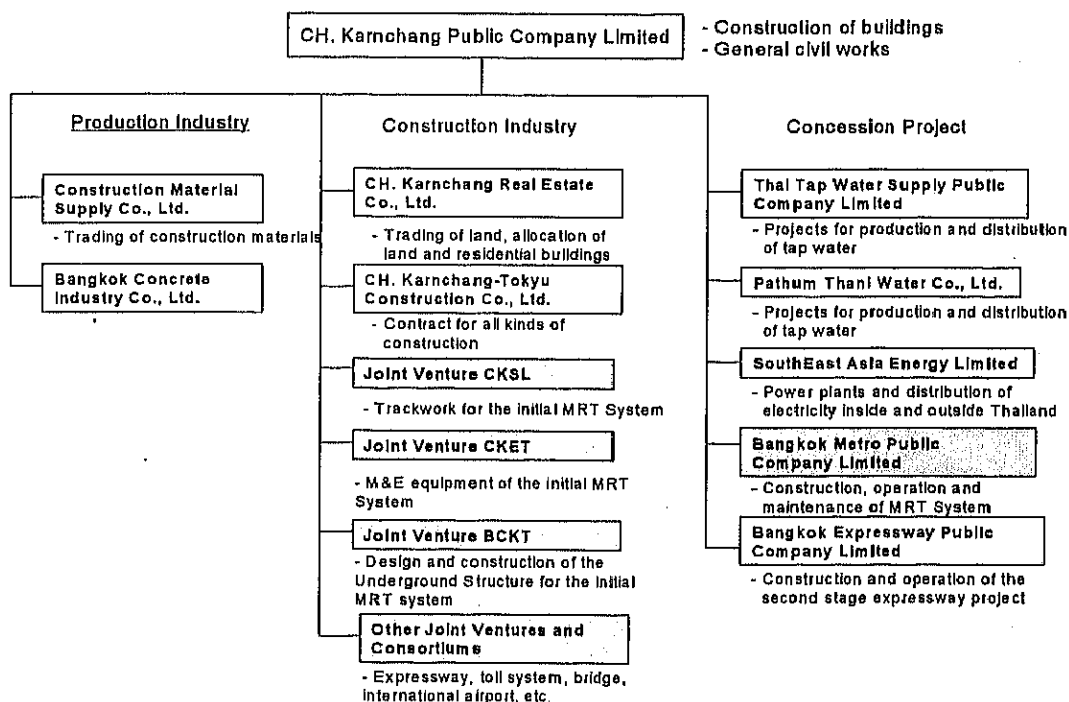 CH. Karnchang Public Company Limited
- Construction of buildings
- General civil works
Production Industry
Construction Material
Supply Co., Ltd.
- Trading of construction materials
Bangkok Concrete
Industry Co., Ltd.
Construction Industry
CH. Karnchang Real Estate
Co., Ltd.
- Trading of land, allocation of
land and residential buildings
CH. Karnchang-Tokyu
Construction Co., Ltd.
- Contract for all kinds of
construction
Joint Venture CKSL
- Trackwork for the initial MRT System
Joint Venture CKET
- M&E equipment of the initial MRT
System
Joint Venture BCKT
- Design and construction of the
Underground Structure for the initial
MRT system
Other Joint Ventures and
Consortiums
- Expressway, toll system, bridge,
international airport, etc.
Concession Project
Thai Tap Water Supply Public
Company Limited
- Projects for production and distribution
of tap water
Pathum Thani Water Co., Ltd.
- Projects for production and distribution
of tap water
SouthEast Asia Energy Limited
- Power plants and distribution of
electricity inside and outside Thailand
Bangkok Metro Public
Company Limited
- Construction, operation and
maintenance of MRT System
Bangkok Expressway Public
Company Limited
- Construction and operation of the
second stage expressway project